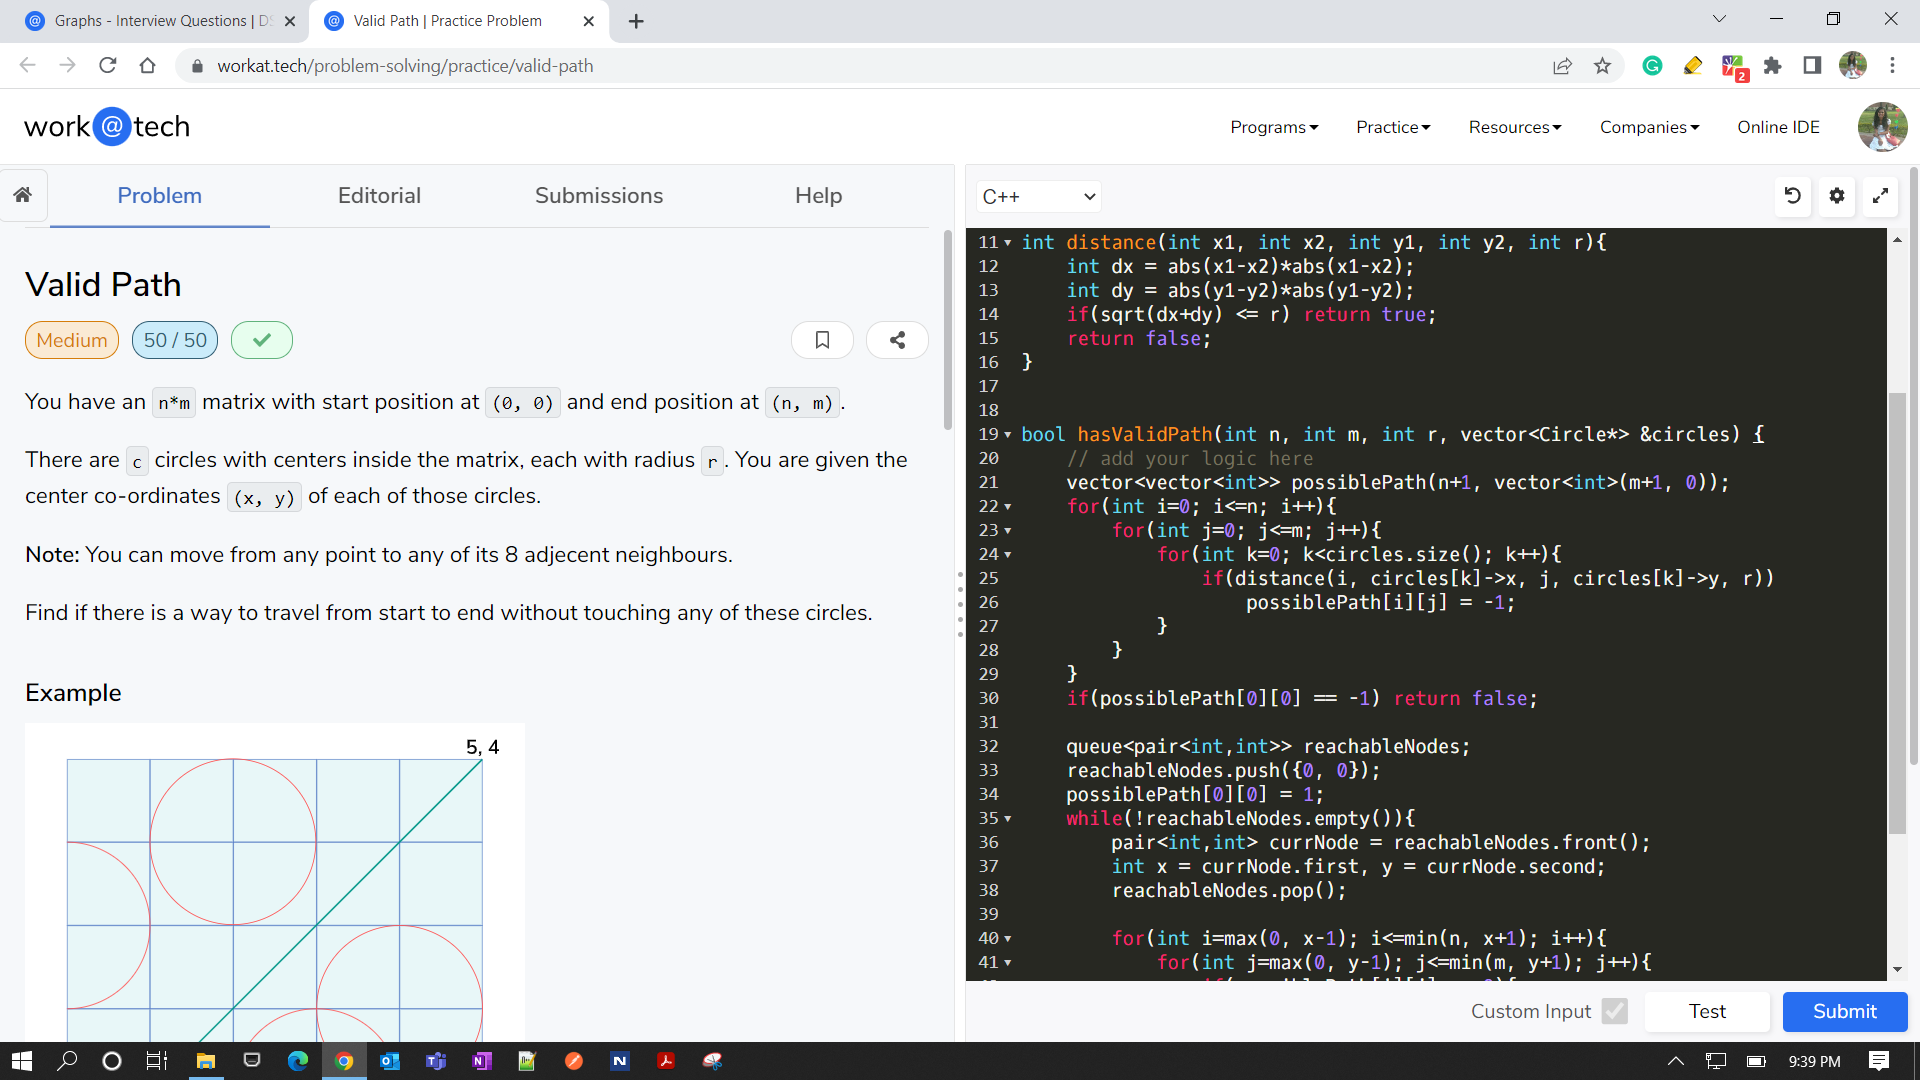 Graphs - Interview Questions | DS
Valid Path | Practice Problem
workat.tech/problem-solving/practice/valid-path
2
work@tech
Programs
Practice
Resources
Companies
Online IDE
Problem
Editorial
Submissions
Help
Valid Path
Medium
50 / 50
You have an n*m matrix with start position at (0, 0) and end position at (n, m).
There are c circles with centers inside the matrix, each with radius r. You are given the
center co-ordinates (x, y) of each of those circles.
Note: You can move from any point to any of its 8 adjecent neighbours.
Find if there is a way to travel from start to end without touching any of these circles.
Example
5, 4
C++
11 int distance(int x1, int x2, int y1, int y2, int r){
12 int dx = abs(x1-x2)*abs(x1-x2);
13 int dy = abs(y1-y2)*abs(y1-y2);
14 if(sqrt(dx+dy) <= r) return true;
15 return false;
16 }
17
18
19 bool hasValidPath(int n, int m, int r, vector<Circle*> &circles) {
20 // add your logic here
21 vector<vector<int>> possiblePath(n+1, vector<int>(m+1, 0));
22 for(int i=0; i<=n; i++){
23 for(int j=0; j<=m; j++){
24 for(int k=0; k<circles.size(); k++){
25 if(distance(i, circles[k]->x, j, circles[k]->y, r))
26 possiblePath[i][j] = -1;
27 }
28 }
29 }
30 if(possiblePath[0][0] == -1) return false;
31
32 queue<pair<int,int>> reachableNodes;
33 reachableNodes.push({0, 0});
34 possiblePath[0][0] = 1;
35 while(!reachableNodes.empty()){
36 pair<int,int> currNode = reachableNodes.front();
37 int x = currNode.first, y = currNode.second;
38 reachableNodes.pop();
39
40 for(int i=max(0, x-1); i<=min(n, x+1); i++){
41 for(int j=max(0, y-1); j<=min(m, y+1); j++){
Custom Input
Test
Submit
9:39 PM